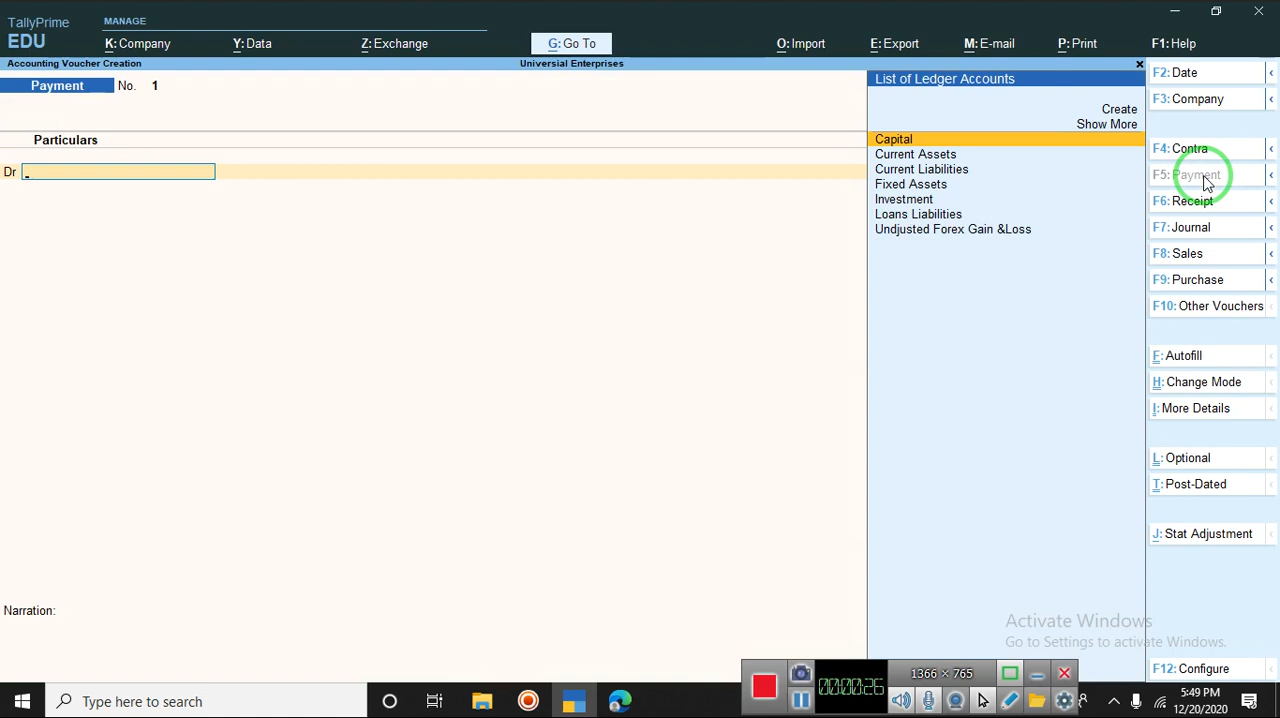 TallyPrime
MANAGE
EDU
K: Company
Y: Data
Z: Exchange
G: Go To
O: Import
E: Export
M: E-mail
P: Print
F1: Help
Accounting Voucher Creation
Universial Enterprises
Payment No. 1
Particulars
Dr
Narration:
List of Ledger Accounts
Create
Show More
Capital
Current Assets
Current Liabilities
Fixed Assets
Investment
Loans Liabilities
Undjusted Forex Gain &Loss
F2: Date
F3: Company
F4: Contra
F5: Payment
F6: Receipt
F7: Journal
F8: Sales
F9: Purchase
F10: Other Vouchers
F: Autofill
H: Change Mode
I: More Details
L: Optional
T: Post-Dated
J: Stat Adjustment
F12: Configure
Activate Windows
Go to Settings to activate Windows.
00:00:26
1366 × 765
Type here to search
5:49 PM
12/20/2020